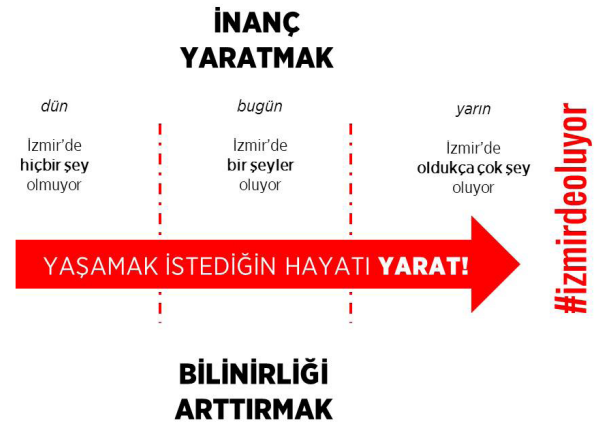 İNANÇ
YARATMAK
dün
İzmir'de
hiçbir şey
olmuyor
bugün
İzmir'de
bir şeyler
oluyor
yarın
İzmir'de
oldukça çok şey
oluyor
#izmirdeoluyor
YAŞAMAK İSTEDİĞİN HAYATI YARAT!
BİLİNİRLİĞİ
ARTTIRMAK